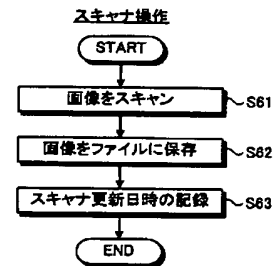 スキャナ操作
START
画像をスキャン
S61
画像をファイルに保存
S62
スキャナ更新日時の記録
S63
END